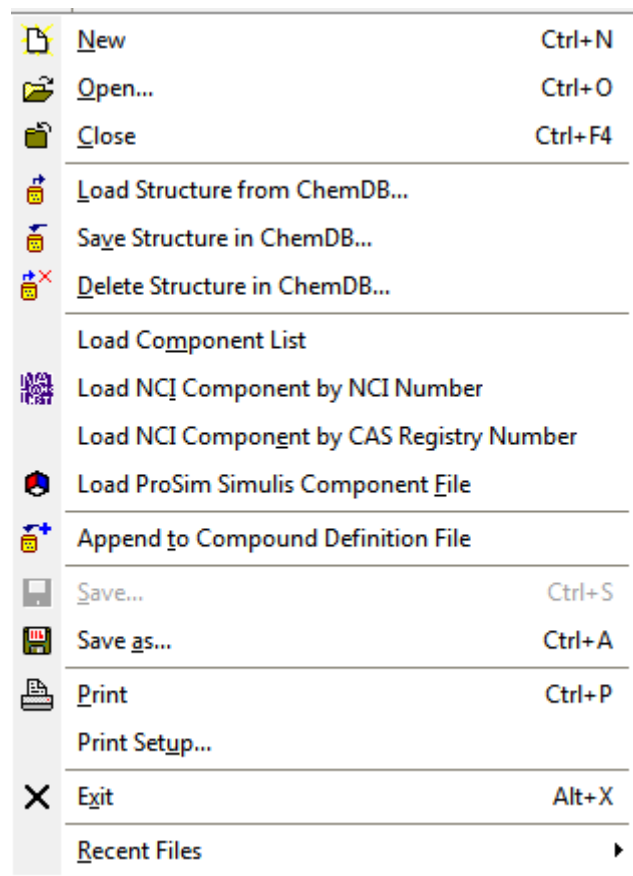 New Ctrl+N
Open... Ctrl+O
Close Ctrl+F4
Load Structure from ChemDB...
Save Structure in ChemDB...
Delete Structure in ChemDB...
Load Component List
Load NCI Component by NCI Number
Load NCI Component by CAS Registry Number
Load ProSim Simulis Component File
Append to Compound Definition File
Save... Ctrl+S
Save as... Ctrl+A
Print Ctrl+P
Print Setup...
Exit Alt+X
Recent Files